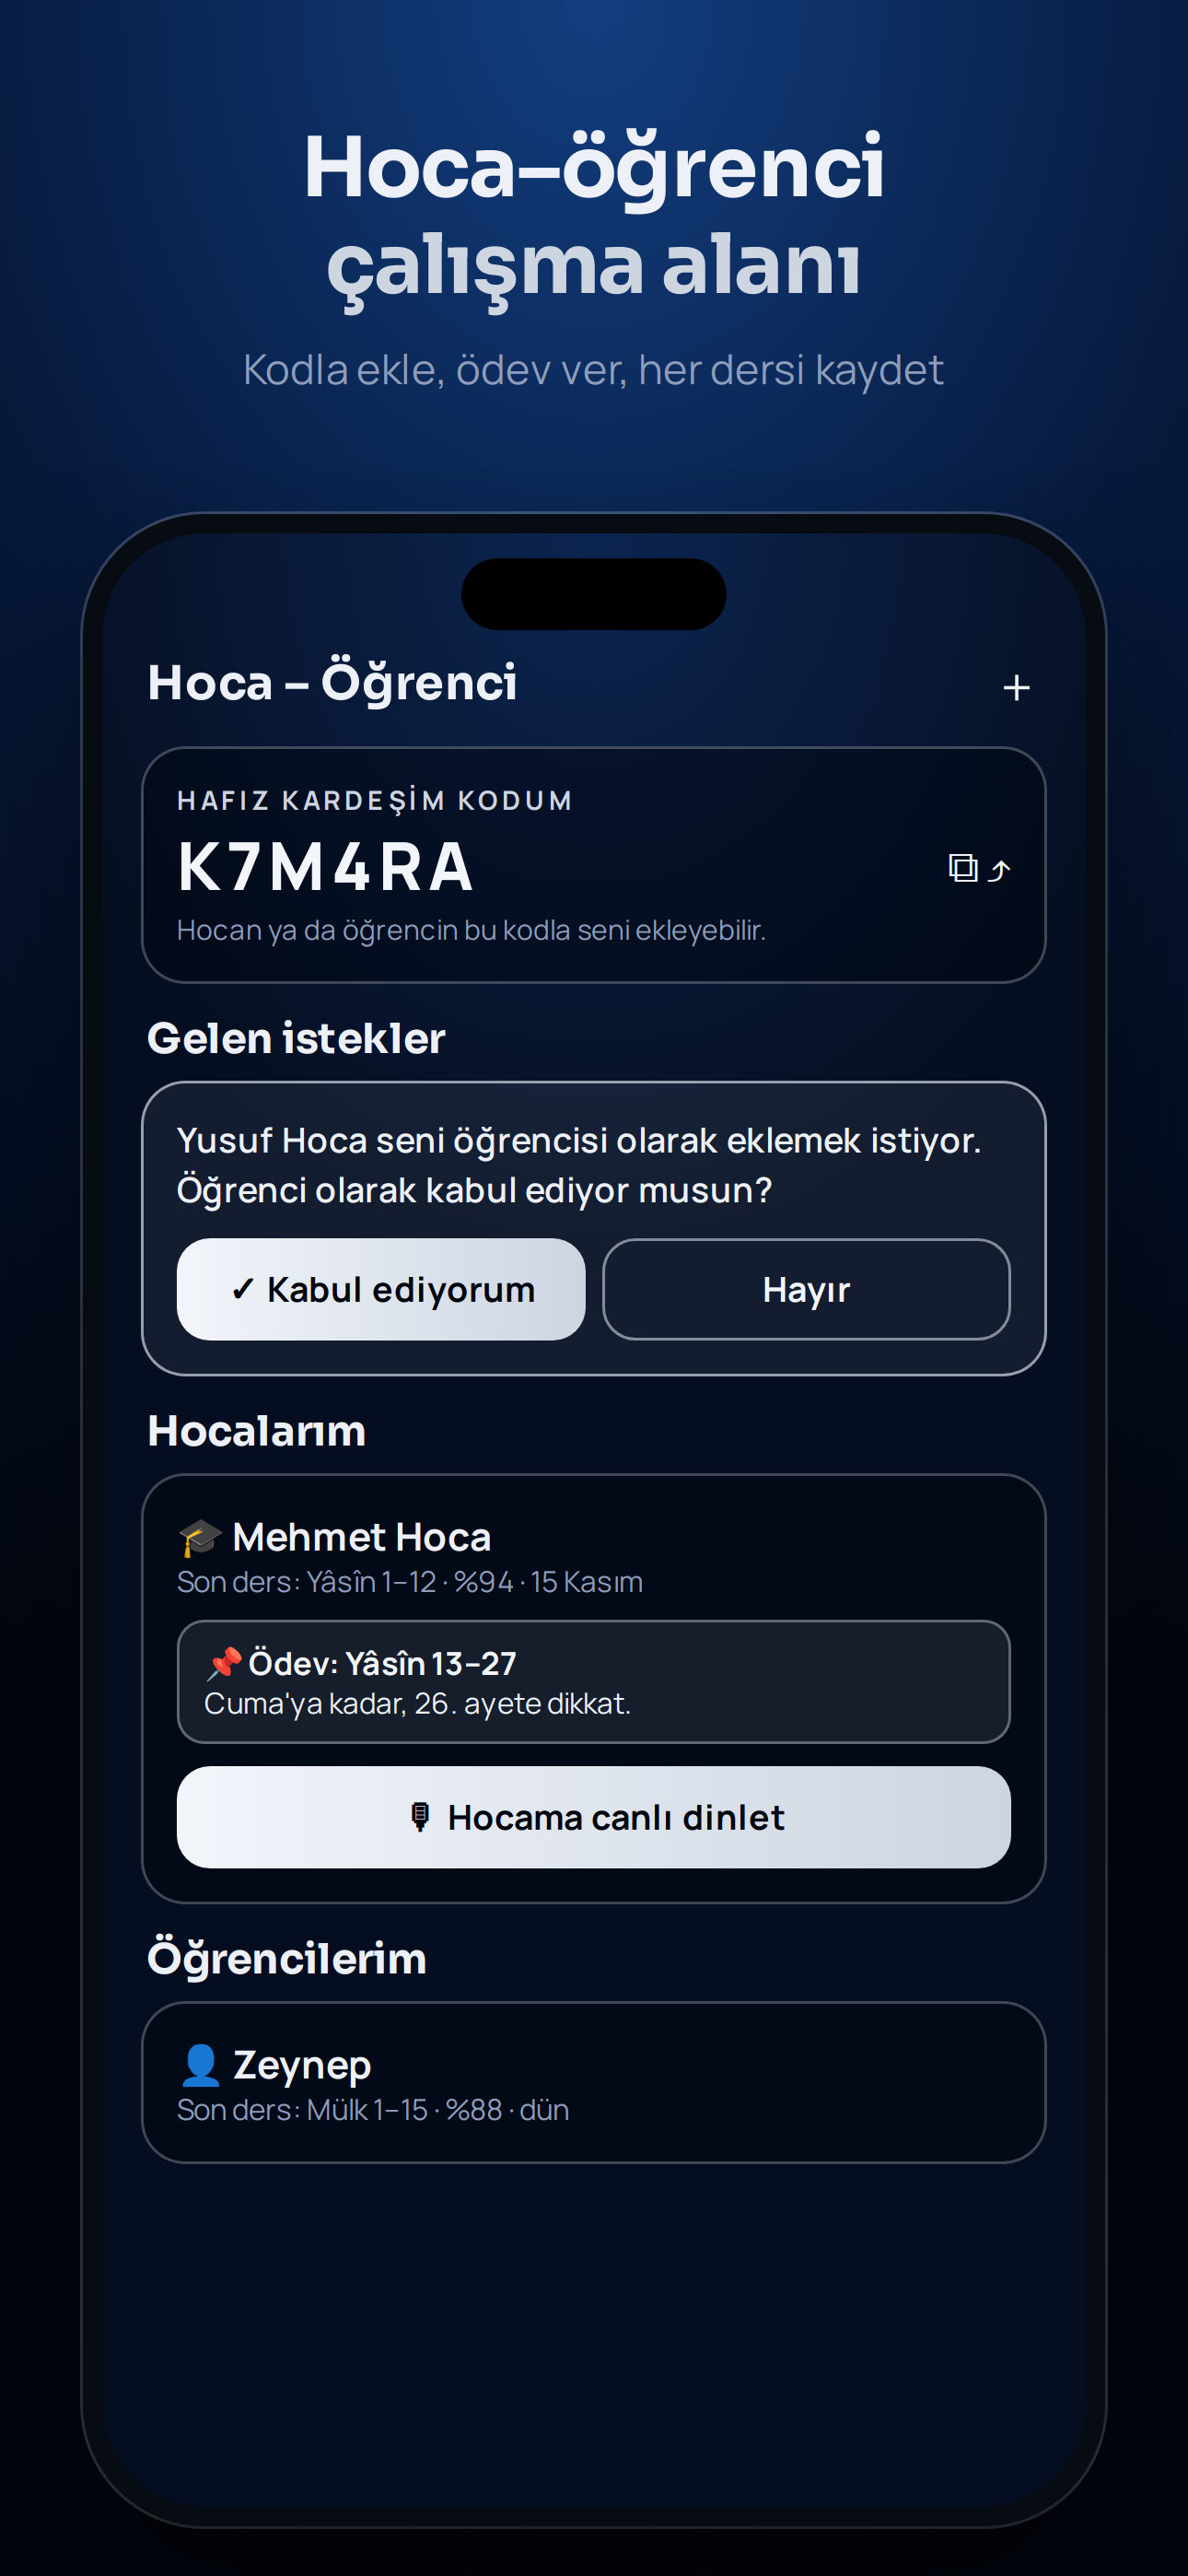 Hoca–öğrenci
çalışma alanı
Kodla ekle, ödev ver, her dersi kaydet
Hoca – Öğrenci
+
HAFIZ KARDEŞİM KODUM
K7M4RA
Hocan ya da öğrencin bu kodla seni ekleyebilir.
Gelen istekler
Yusuf Hoca seni öğrencisi olarak eklemek istiyor.
Öğrenci olarak kabul ediyor musun?
✓ Kabul ediyorum
Hayır
Hocalarım
🎓 Mehmet Hoca
Son ders: Yâsîn 1–12 · %94 · 15 Kasım
📌 Ödev: Yâsîn 13–27
Cuma'ya kadar, 26. ayete dikkat.
🎙 Hocama canlı dinlet
Öğrencilerim
👤 Zeynep
Son ders: Mülk 1–15 · %88 · dün